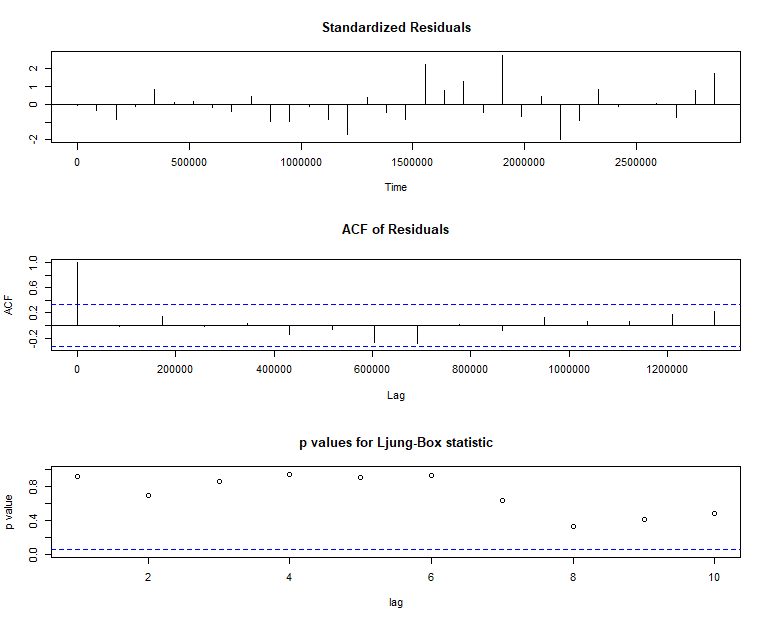 Standardized Residuals
2
1
0
-2
0 500000 1000000 1500000 2000000 2500000
Time
ACF of Residuals
ACF
1.0
0.6
0.2
-0.2
0 200000 400000 600000 800000 1000000 1200000
Lag
p values for Ljung-Box statistic
p value
0.8
0.4
0.0
2 4 6 8 10
lag